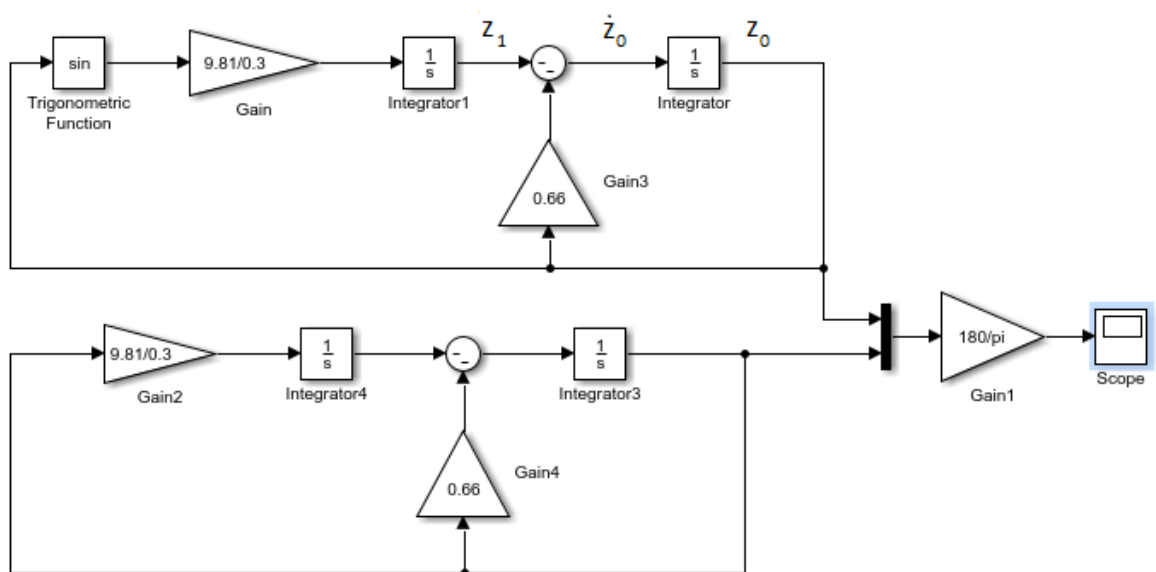 Z1 Ż0 Z0
sin 9.81/0.3 1/s - - 1/s
Trigonometric
Function
Gain
Integrator1
Integrator
0.66
Gain3
9.81/0.3 1/s - - 1/s
Gain2
Integrator4
Integrator3
0.66
Gain4
180/pi
Gain1
Scope